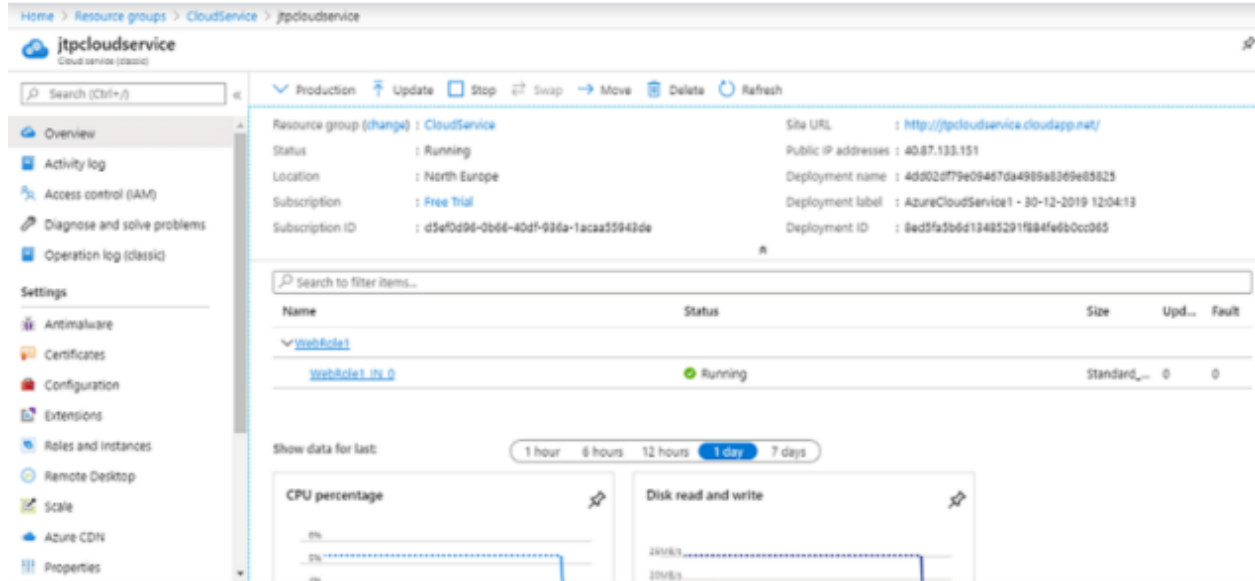 Home > Resource groups > CloudService > jtpcloudservice
jtpcloudservice
Cloud service (classic)
Search (Ctrl+/)
Overview
Activity log
Access control (IAM)
Diagnose and solve problems
Operation log (classic)
Settings
Antimalware
Certificates
Configuration
Extensions
Roles and Instances
Remote Desktop
Scale
Azure CDN
Properties
Production Update Stop Swap Move Delete Refresh
Resource group (change) : CloudService
Status : Running
Location : North Europe
Subscription : Free Trial
Subscription ID : d5ef0d96-0b66-40df-936a-1acaa55943de
Site URL : http://jtpcloudservice.cloudapp.net/
Public IP addresses : 40.87.133.151
Deployment name : 4dd02df79e09467da4989a8369e85825
Deployment label : AzureCloudService1 - 30-12-2019 12:04:13
Deployment ID : 8ed5fa5b6d13485291f884fe6b0cc065
Search to filter items...
Name Status Size Upd... Fault
WebRole1
WebRole1_IN_0 Running Standard_... 0 0
Show data for last:
1 hour 6 hours 12 hours 1 day 7 days
CPU percentage
6%
5%
Disk read and write
25MB/s
20MB/s